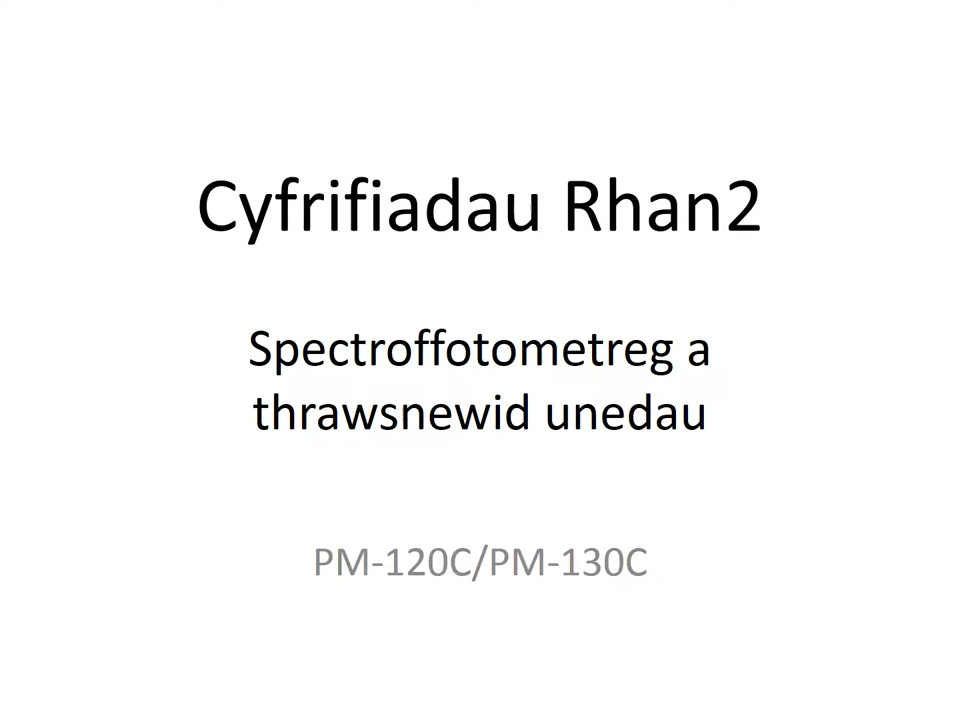 Cyfrifiadau Rhan2
Spectroffotometreg a
thrawsnewid unedau
PM-120C/PM-130C